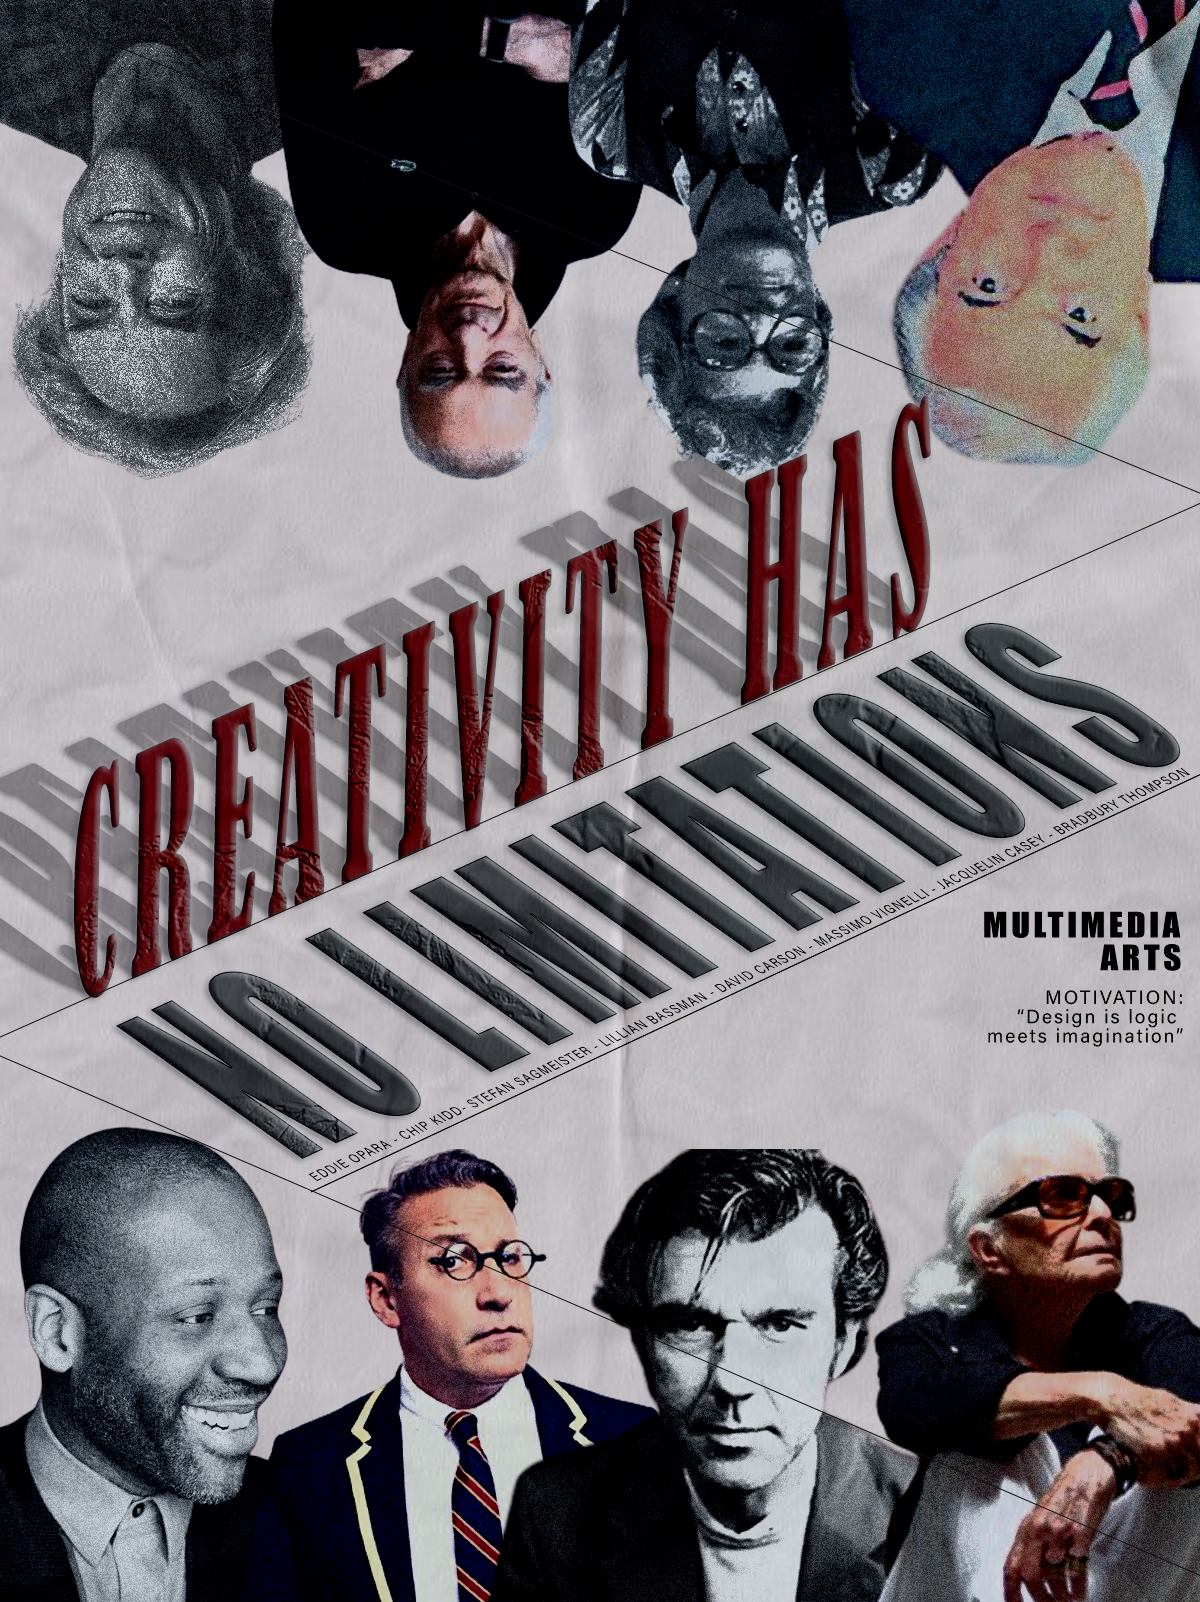 CREATIVITY HAS
NO LIMITATIONS
EDDIE OPARA - CHIP KIDD- STEFAN SAGMEISTER - LILLIAN BASSMAN - DAVID CARSON - MASSIMO VIGNELLI - JACQUELIN CASEY - BRADBURY THOMPSON
MULTIMEDIA
ARTS
MOTIVATION:
“Design is logic
meets imagination”